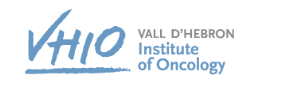 VHIO
VALL D'HEBRON
Institute
of Oncology